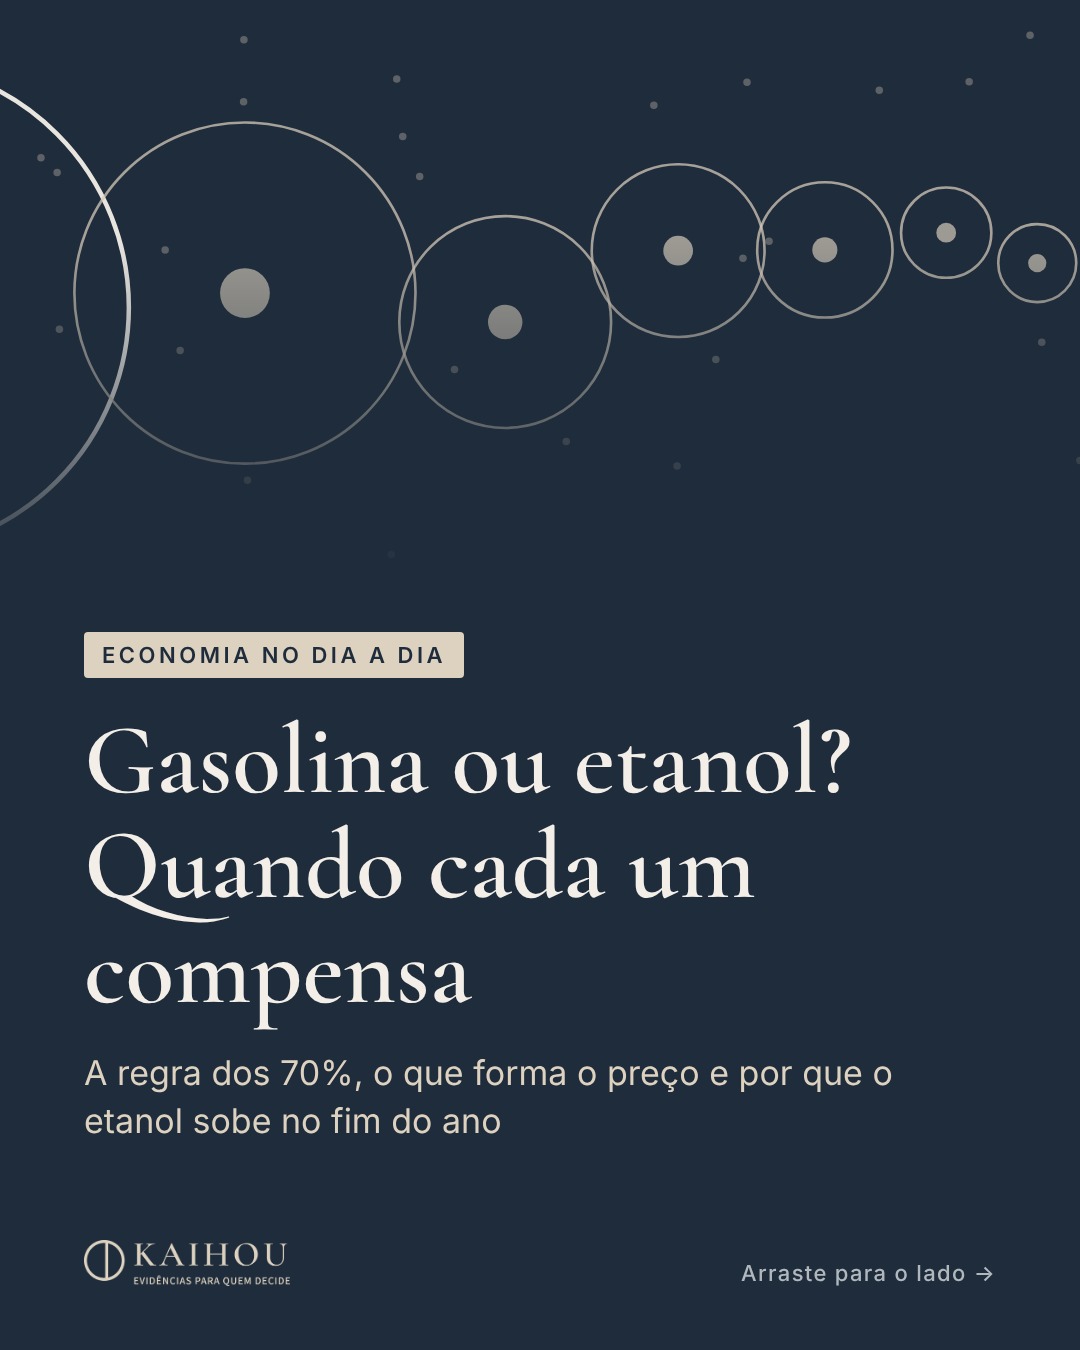 ECONOMIA NO DIA A DIA
Gasolina ou etanol?
Quando cada um
compensa
A regra dos 70%, o que forma o preço e por que o
etanol sobe no fim do ano
KAIHOU
EVIDÊNCIAS PARA QUEM DECIDE
Arraste para o lado →